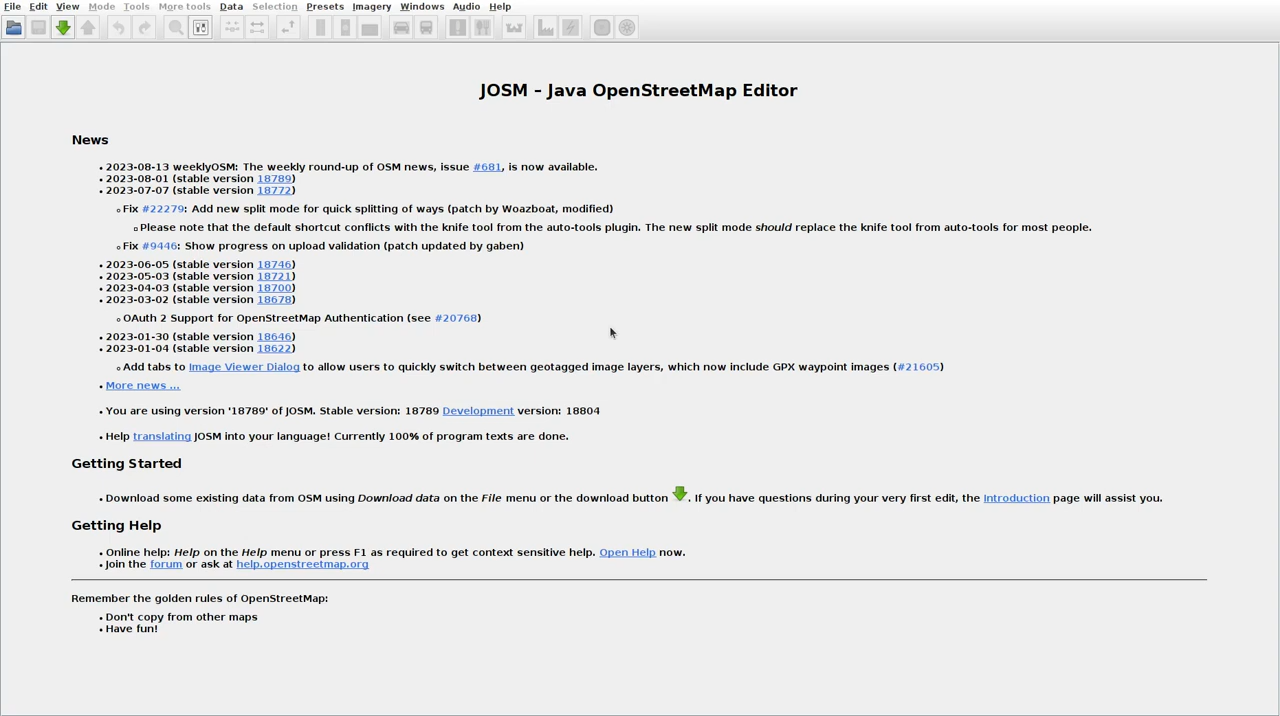 File Edit View Mode Tools More tools Data Selection Presets Imagery Windows Audio Help
JOSM – Java OpenStreetMap Editor
News
2023-08-13 weeklyOSM: The weekly round-up of OSM news, issue #681, is now available.
2023-08-01 (stable version 18789)
2023-07-07 (stable version 18772)
Fix #22279: Add new split mode for quick splitting of ways (patch by Woazboat, modified)
Please note that the default shortcut conflicts with the knife tool from the auto-tools plugin. The new split mode should replace the knife tool from auto-tools for most people.
Fix #9446: Show progress on upload validation (patch updated by gaben)
2023-06-05 (stable version 18746)
2023-05-03 (stable version 18721)
2023-04-03 (stable version 18700)
2023-03-02 (stable version 18678)
OAuth 2 Support for OpenStreetMap Authentication (see #20768)
2023-01-30 (stable version 18646)
2023-01-04 (stable version 18622)
Add tabs to Image Viewer Dialog to allow users to quickly switch between geotagged image layers, which now include GPX waypoint images (#21605)
More news ...
You are using version '18789' of JOSM. Stable version: 18789 Development version: 18804
Help translating JOSM into your language! Currently 100% of program texts are done.
Getting Started
Download some existing data from OSM using Download data on the File menu or the download button . If you have questions during your very first edit, the Introduction page will assist you.
Getting Help
Online help: Help on the Help menu or press F1 as required to get context sensitive help. Open Help now.
Join the forum or ask at help.openstreetmap.org
Remember the golden rules of OpenStreetMap:
Don't copy from other maps
Have fun!